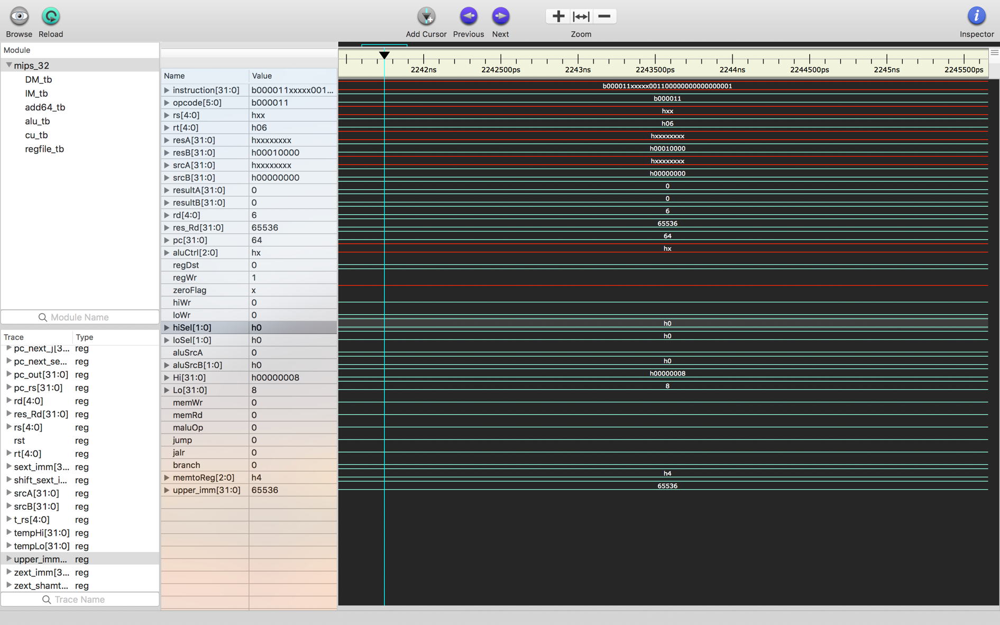 Browse Reload Add Cursor Previous Next Zoom Inspector
Module
mips_32
DM_tb
IM_tb
add64_tb
alu_tb
cu_tb
regfile_tb
Module Name
Trace Type
pc_next_j[3... reg
pc_next_se... reg
pc_out[31:0] reg
pc_rs[31:0] reg
rd[4:0] reg
res_Rd[31:0] reg
rs[4:0] reg
rst reg
rt[4:0] reg
sext_imm[3... reg
shift_sext_i... reg
srcA[31:0] reg
srcB[31:0] reg
t_rs[4:0] reg
tempHi[31:0] reg
tempLo[31:0] reg
upper_imm... reg
zext_imm[3... reg
zext_shamt... reg
Trace Name
Name Value
instruction[31:0] b000011xxxxx001...
opcode[5:0] b000011
rs[4:0] hxx
rt[4:0] h06
resA[31:0] hxxxxxxxx
resB[31:0] h00010000
srcA[31:0] hxxxxxxxx
srcB[31:0] h00000000
resultA[31:0] 0
resultB[31:0] 0
rd[4:0] 6
res_Rd[31:0] 65536
pc[31:0] 64
aluCtrl[2:0] hx
regDst 0
regWr 1
zeroFlag x
hiWr 0
loWr 0
hiSel[1:0] h0
loSel[1:0] h0
aluSrcA 0
aluSrcB[1:0] h0
Hi[31:0] h00000008
Lo[31:0] 8
memWr 0
memRd 0
maluOp 0
jump 0
jalr 0
branch 0
memtoReg[2:0] h4
upper_imm[31:0] 65536
2242ns 2242500ps 2243ns 2243500ps 2244ns 2244500ps 2245ns 2245500ps
b000011xxxxx001100000000000000001
b000011
hxx
h06
hxxxxxxxx
h00010000
hxxxxxxxx
h00000000
0
0
6
65536
64
hx
h0
h0
h0
h00000008
8
h4
65536